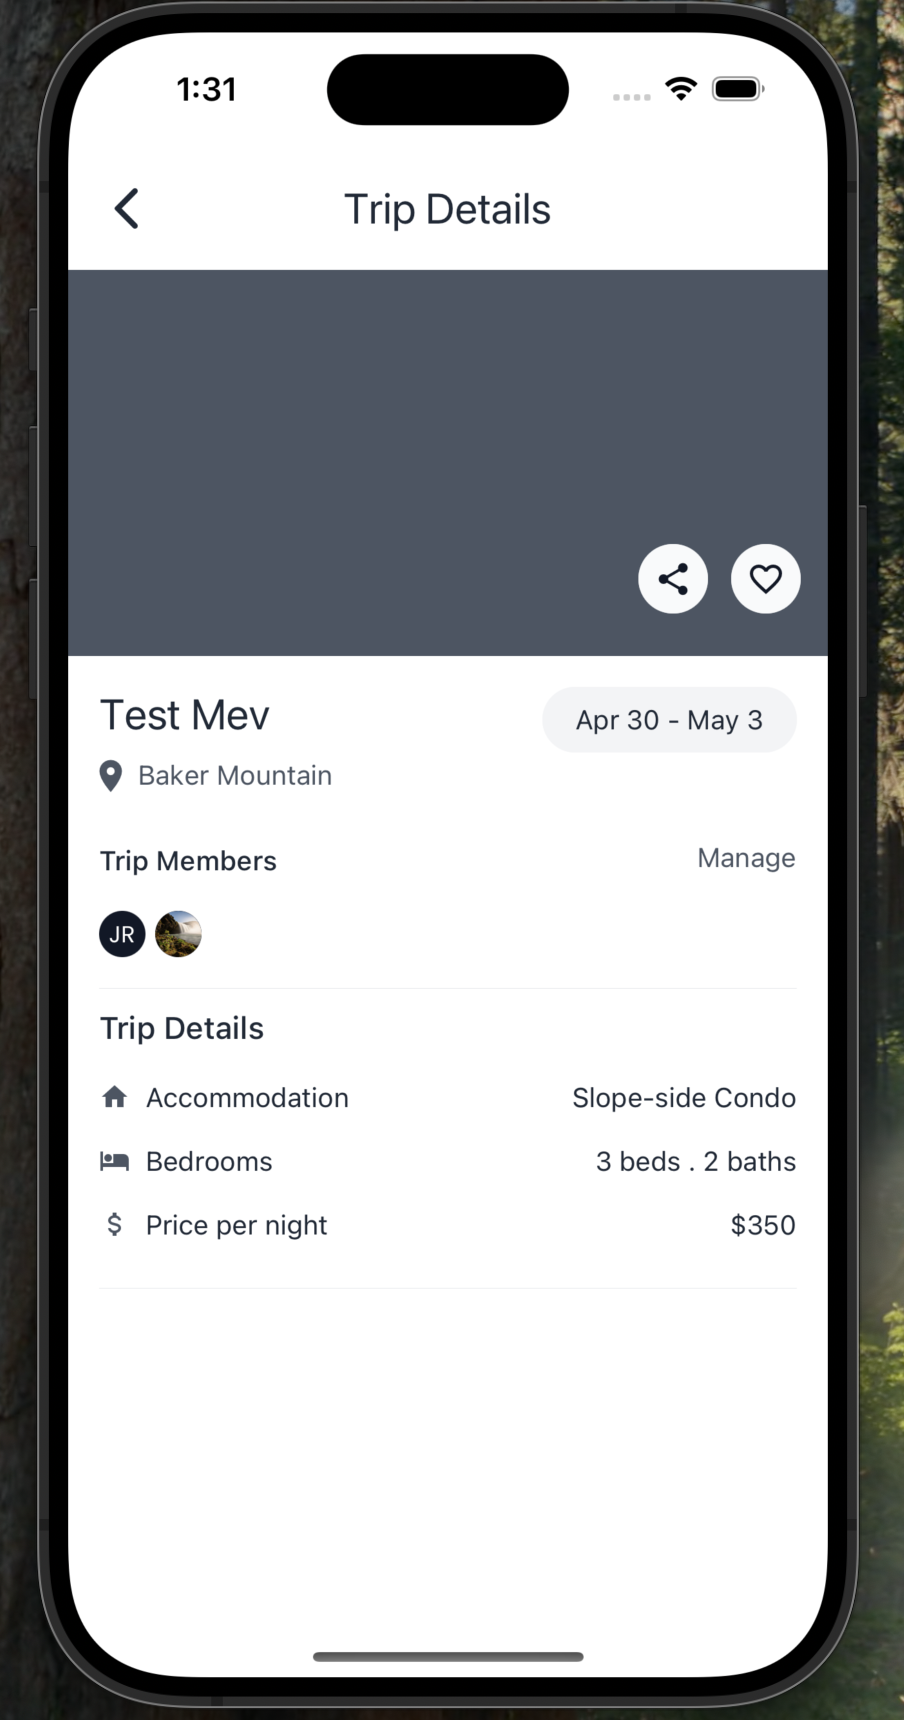 1:31
Trip Details
Test Mev
Apr 30 - May 3
Baker Mountain
Trip Members
Manage
JR
Trip Details
Accommodation
Slope-side Condo
Bedrooms
3 beds . 2 baths
Price per night
$350